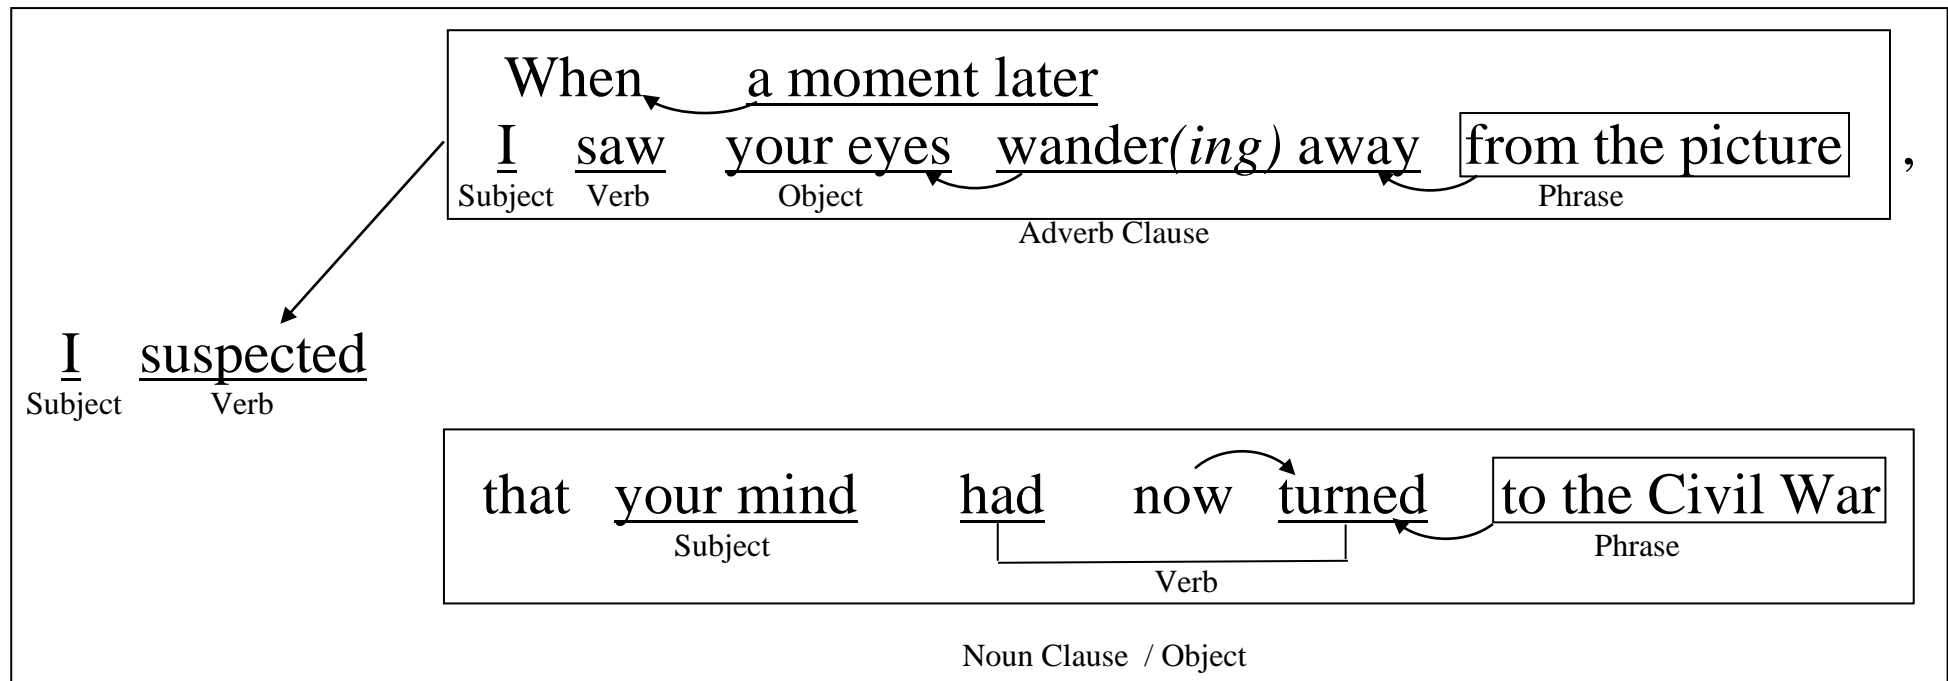 When a moment later
I saw your eyes wander(ing) away from the picture ,
Subject Verb Object Phrase
Adverb Clause
I suspected
Subject Verb
that your mind had now turned to the Civil War
Subject Phrase
Verb
Noun Clause / Object